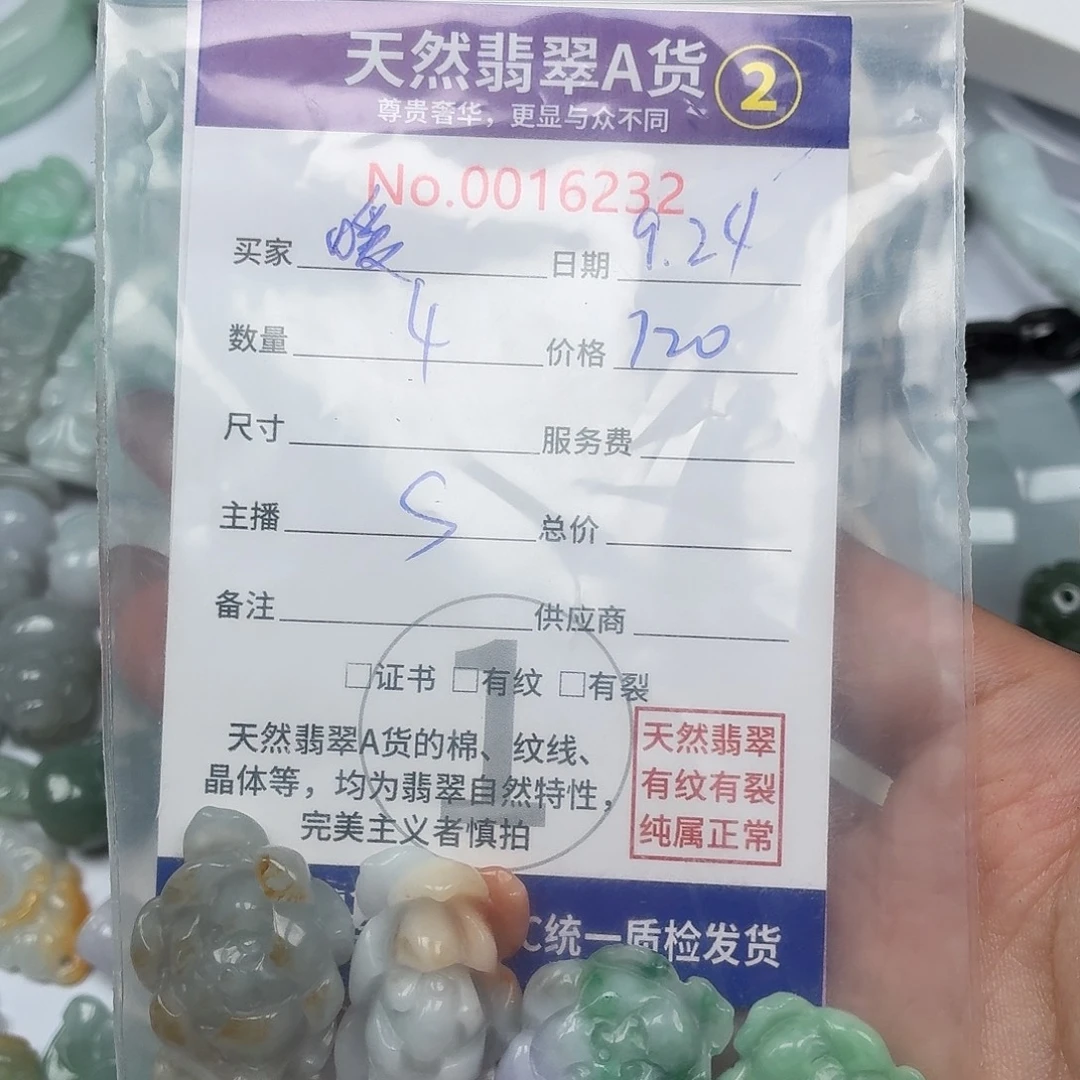 天然翡翠A货 2
尊贵奢华，更显与众不同
No.0016232
买家 暖 日期 9.24
数量 4 价格 120
尺寸 服务费
主播 S 总价
备注 供应商
1
□证书 □有纹 □有裂
天然翡翠A货的棉、纹线、
晶体等，均为翡翠自然特性，
完美主义者慎拍
天然翡翠
有纹有裂
纯属正常
C统一质检发货